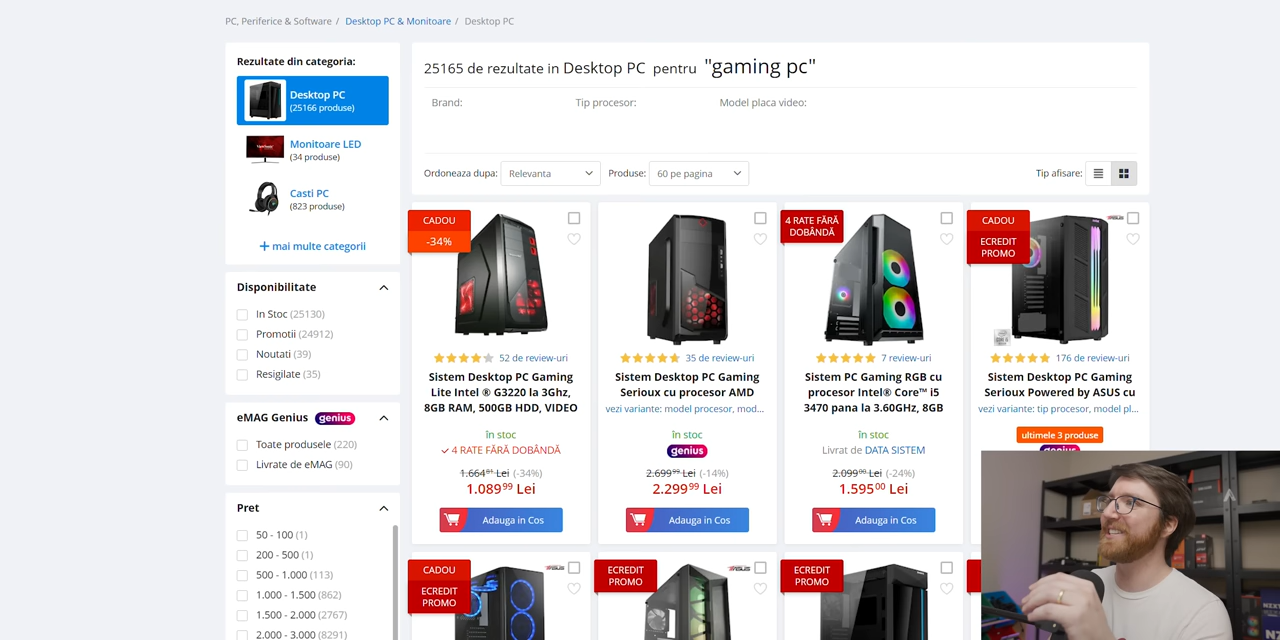 PC, Periferice & Software / Desktop PC & Monitoare / Desktop PC
Rezultate din categoria:
Desktop PC
(25166 produse)
Monitoare LED
(34 produse)
Casti PC
(823 produse)
+ mai multe categorii
Disponibilitate
In Stoc (25130)
Promotii (24912)
Noutati (39)
Resigilate (35)
eMAG Genius genius
Toate produsele (220)
Livrate de eMAG (90)
Pret
50 - 100 (1)
200 - 500 (1)
500 - 1.000 (113)
1.000 - 1.500 (862)
1.500 - 2.000 (2767)
2.000 - 3.000 (8291)
25165 de rezultate in Desktop PC pentru "gaming pc"
Brand: Tip procesor: Model placa video:
Ordoneaza dupa: Relevanta Produse: 60 pe pagina Tip afisare:
CADOU
-34%
52 de review-uri
Sistem Desktop PC Gaming
Lite Intel ® G3220 la 3Ghz,
8GB RAM, 500GB HDD, VIDEO
în stoc
4 RATE FĂRĂ DOBÂNDĂ
1.664⁸¹ Lei (-34%)
1.089⁹⁹ Lei
Adauga in Cos
35 de review-uri
Sistem Desktop PC Gaming
Serioux cu procesor AMD
vezi variante: model procesor, mod...
în stoc
genius
2.699⁹⁹ Lei (-14%)
2.299⁹⁹ Lei
Adauga in Cos
4 RATE FĂRĂ
DOBÂNDĂ
7 review-uri
Sistem PC Gaming RGB cu
procesor Intel® Core™ i5
3470 pana la 3.60GHz, 8GB
în stoc
Livrat de DATA SISTEM
2.099⁰⁰ Lei (-24%)
1.595⁰⁰ Lei
Adauga in Cos
CADOU
ECREDIT
PROMO
176 de review-uri
Sistem Desktop PC Gaming
Serioux Powered by ASUS cu
vezi variante: tip procesor, model pl...
ultimele 3 produse
genius
CADOU
ECREDIT
PROMO
ECREDIT
PROMO
ECREDIT
PROMO